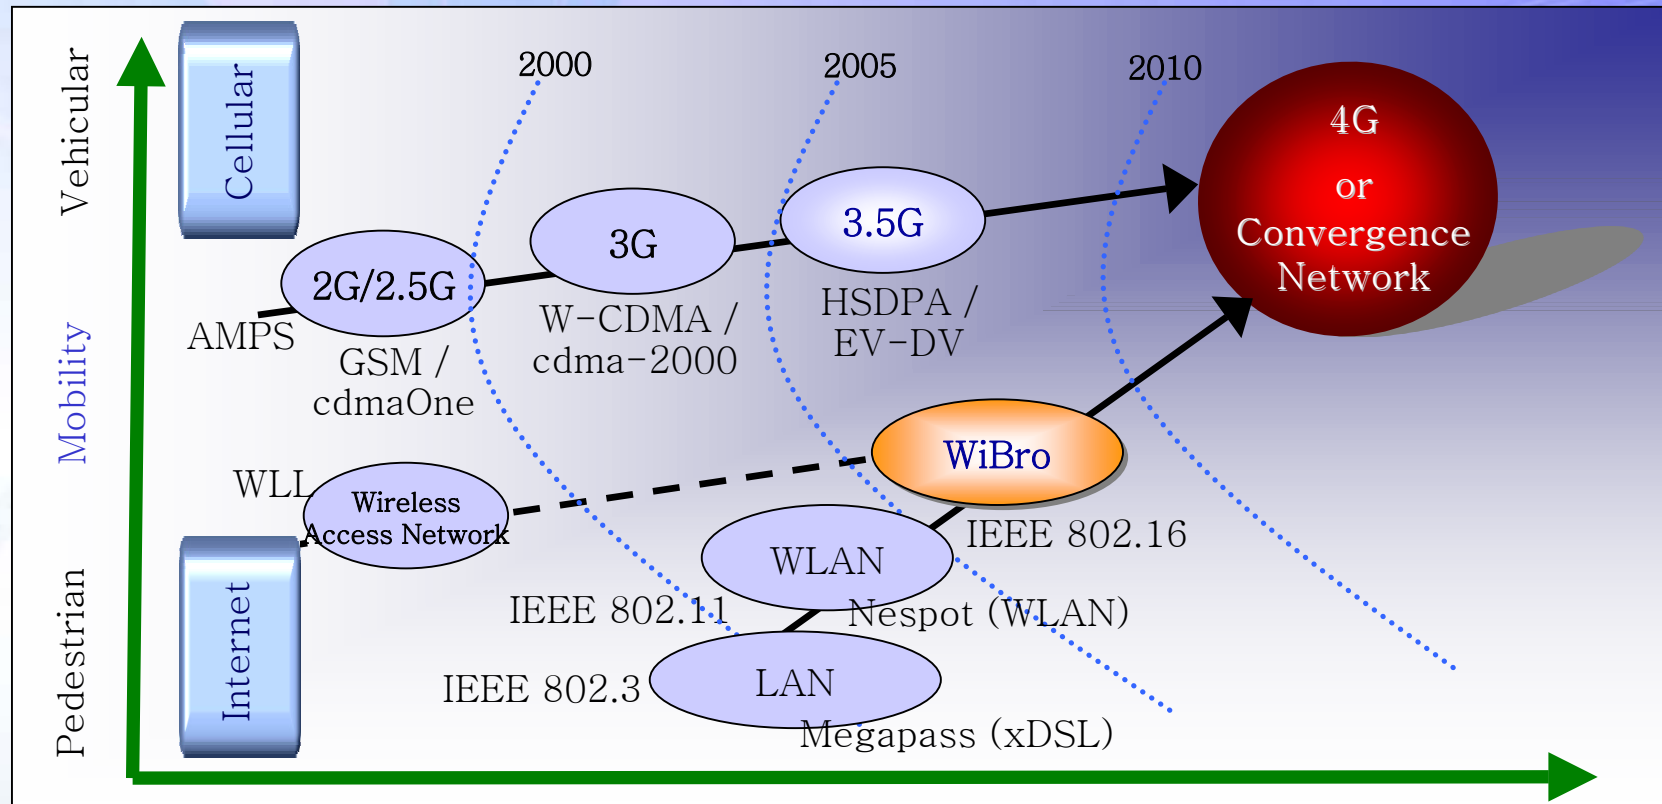 2000
2005
2010
Vehicular
Mobility
Pedestrian
Cellular
Internet
4G
or
Convergence
Network
2G/2.5G
3G
3.5G
AMPS
GSM /
cdmaOne
W-CDMA /
cdma-2000
HSDPA /
EV-DV
WLL
Wireless
Access Network
WiBro
IEEE 802.16
WLAN
IEEE 802.11
Nespot (WLAN)
LAN
IEEE 802.3
Megapass (xDSL)